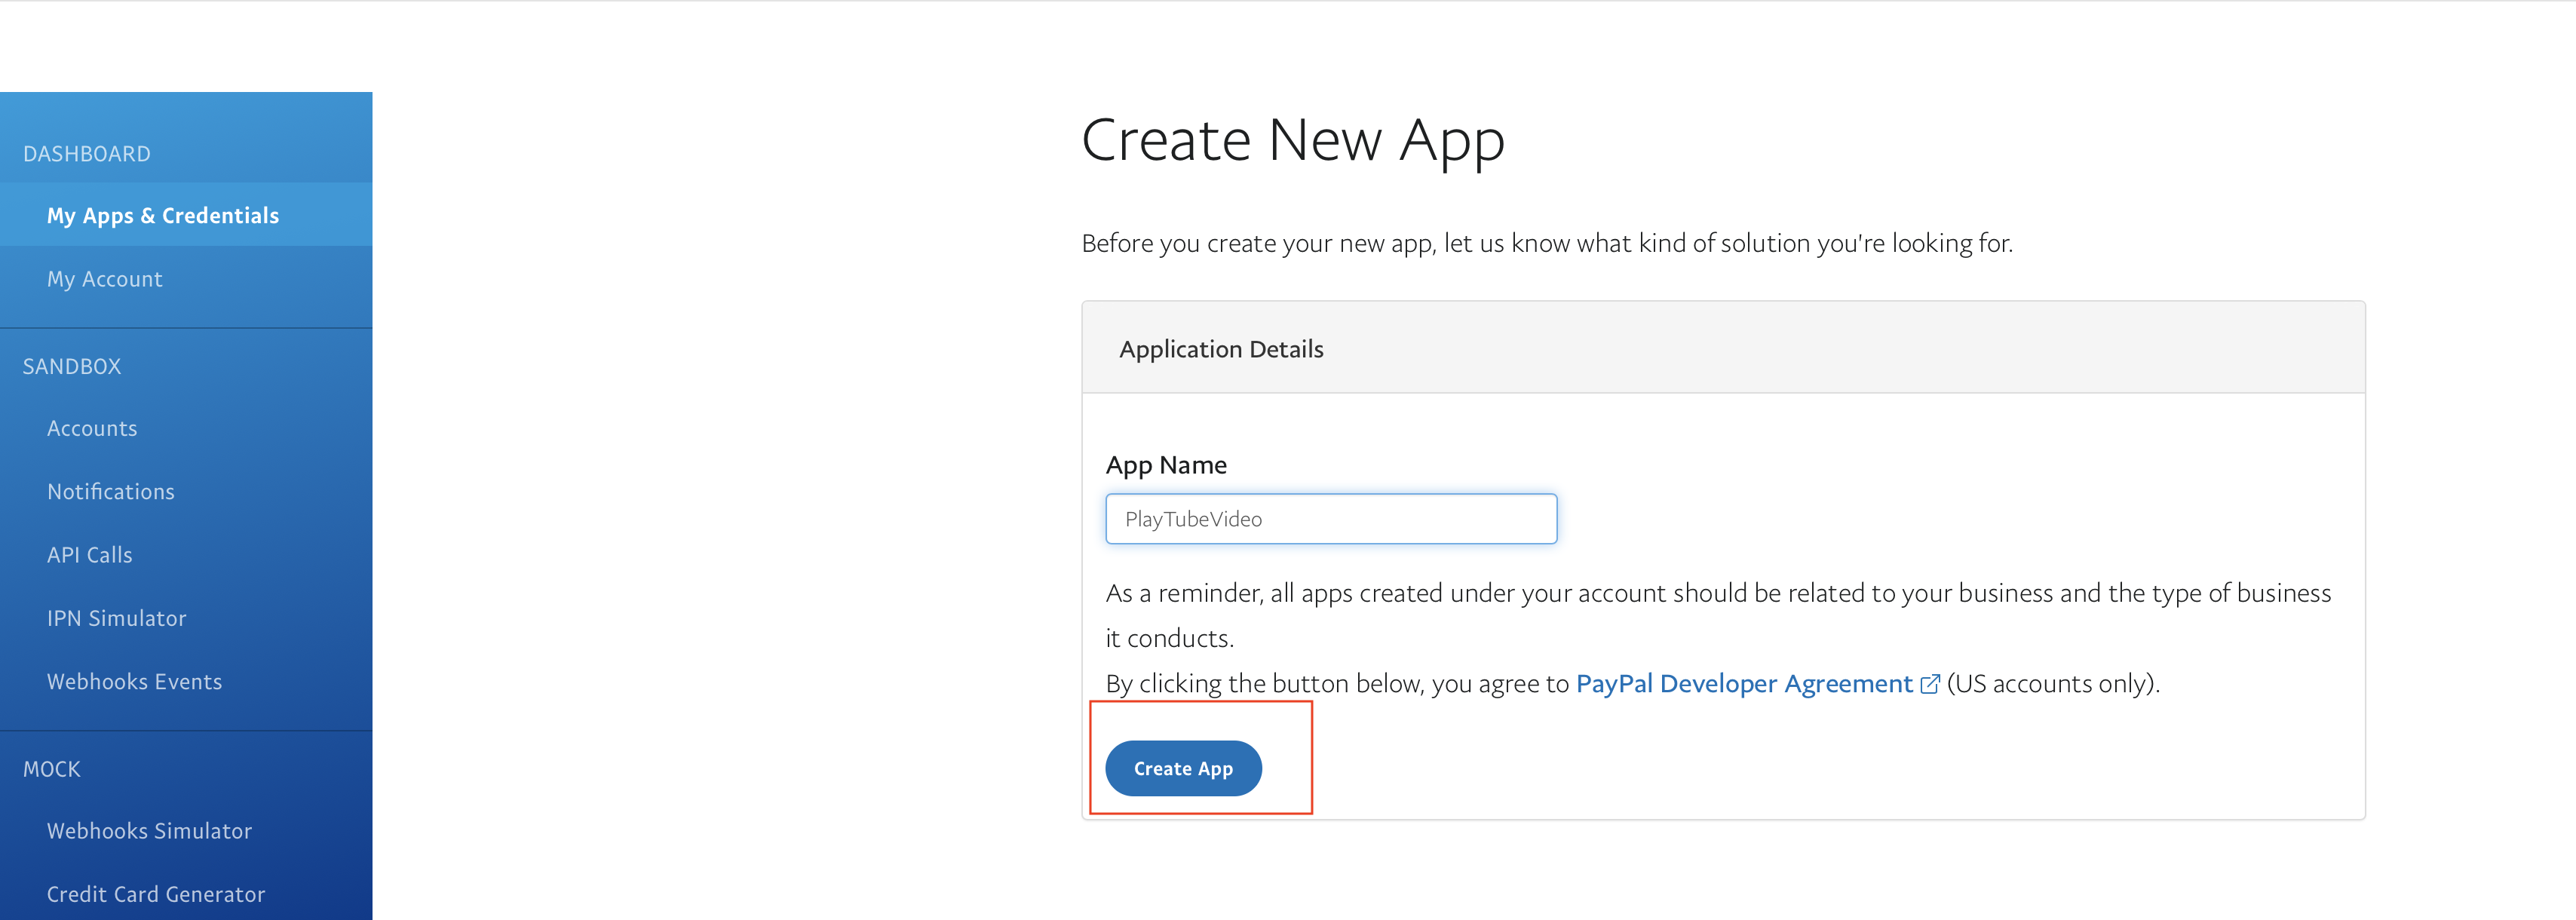 DASHBOARD
My Apps & Credentials
My Account
SANDBOX
Accounts
Notifications
API Calls
IPN Simulator
Webhooks Events
MOCK
Webhooks Simulator
Credit Card Generator
Create New App
Before you create your new app, let us know what kind of solution you're looking for.
Application Details
App Name
PlayTubeVideo
As a reminder, all apps created under your account should be related to your business and the type of business
it conducts.
By clicking the button below, you agree to PayPal Developer Agreement (US accounts only).
Create App